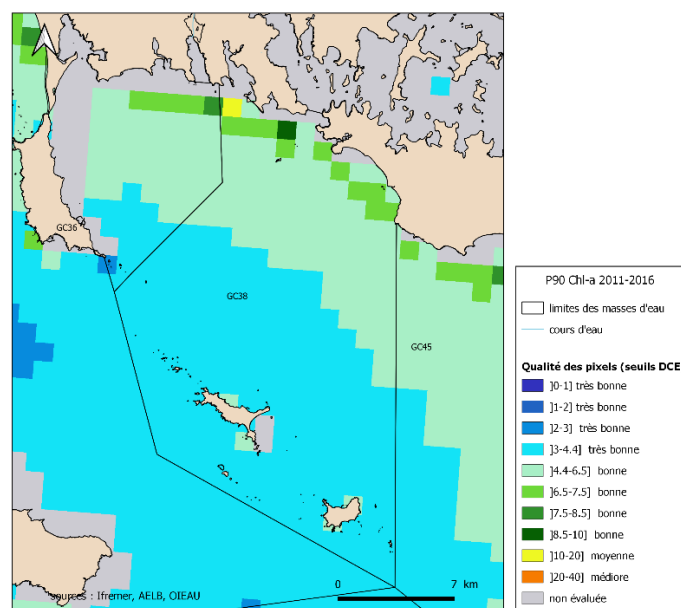 GC36
GC38
GC45
sources : Ifremer, AELB, OIEAU
0 7 km
P90 Chl-a 2011-2016
limites des masses d'eau
cours d'eau
Qualité des pixels (seuils DCE
]0-1] très bonne
]1-2] très bonne
]2-3] très bonne
]3-4.4] très bonne
]4.4-6.5] bonne
]6.5-7.5] bonne
]7.5-8.5] bonne
]8.5-10] bonne
]10-20] moyenne
]20-40] médiore
non évaluée